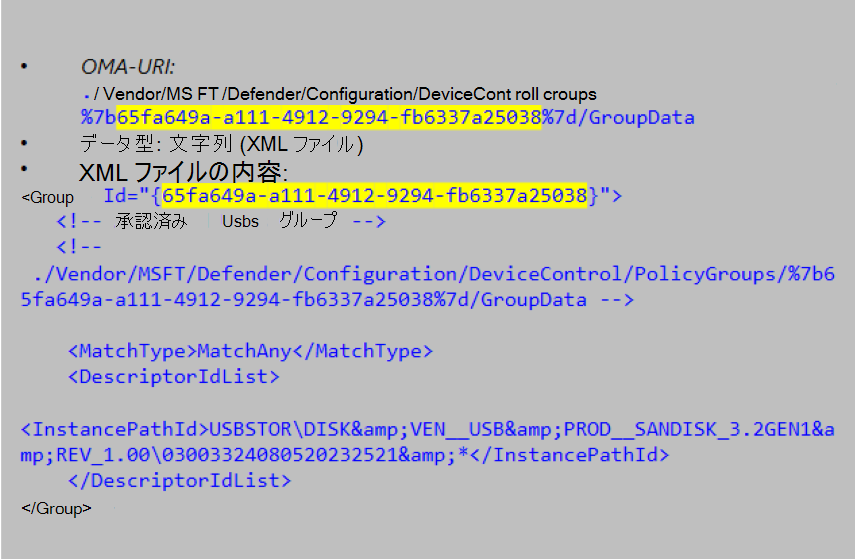 • OMA-URI:
./ Vendor/MS FT /Defender/Configuration/DeviceCont roll croups
%7b65fa649a-a111-4912-9294-fb6337a25038%7d/GroupData
• データ型: 文字列 (XML ファイル)
• XML ファイルの内容:
<Group Id="{65fa649a-a111-4912-9294-fb6337a25038}">
<!-- 承認済み Usbs グループ -->
<!--
./Vendor/MSFT/Defender/Configuration/DeviceControl/PolicyGroups/%7b6
5fa649a-a111-4912-9294-fb6337a25038%7d/GroupData -->
<MatchType>MatchAny</MatchType>
<DescriptorIdList>
<InstancePathId>USBSTOR\DISK&amp;VEN__USB&amp;PROD__SANDISK_3.2GEN1&a
mp;REV_1.00\03003324080520232521&amp;*</InstancePathId>
</DescriptorIdList>
</Group>